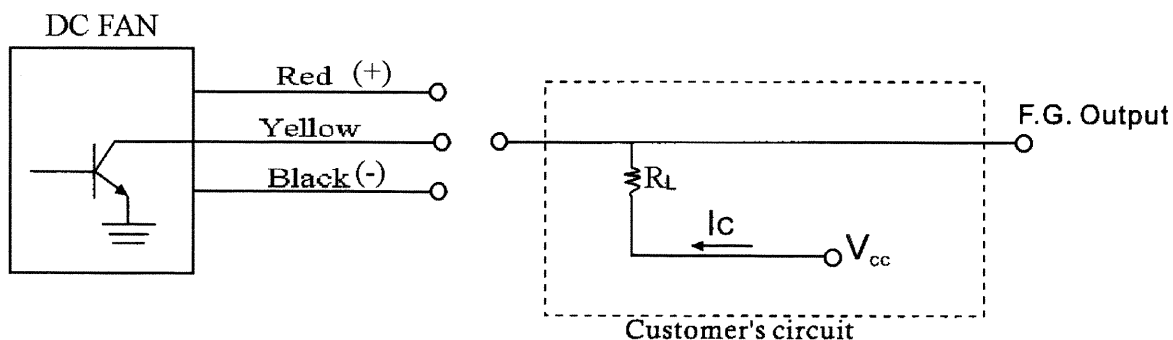 DC FAN
Red (+)
Yellow
Black (-)
F.G. Output
RL
IC
Vcc
Customer's circuit